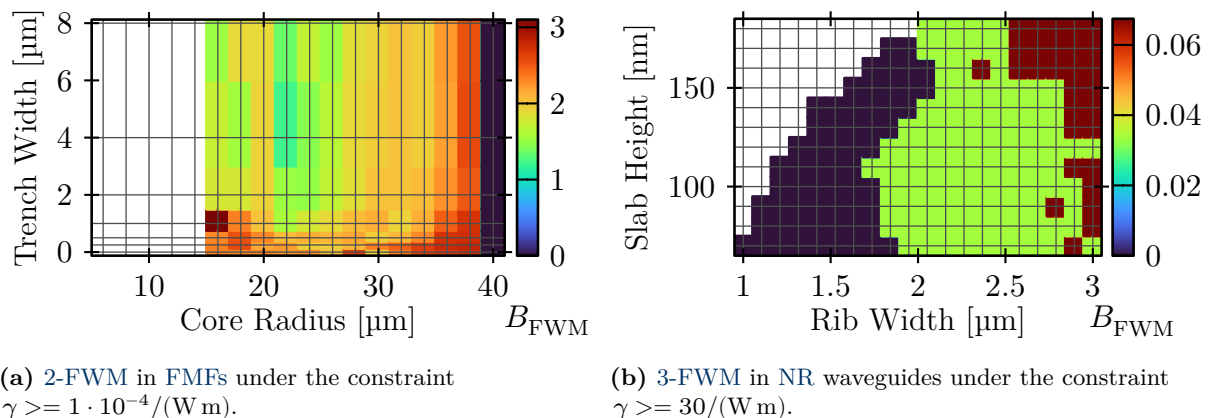 Trench Width [µm]
8
6
4
2
0
10
20
30
40
Core Radius [µm]
3
2
1
0
B_FWM
Slab Height [nm]
150
100
1
1.5
2
2.5
3
Rib Width [µm]
0.06
0.04
0.02
0
B_FWM
(a) 2-FWM in FMFs under the constraint
γ >= 1 · 10⁻⁴/(W m).
(b) 3-FWM in NR waveguides under the constraint
γ >= 30/(W m).